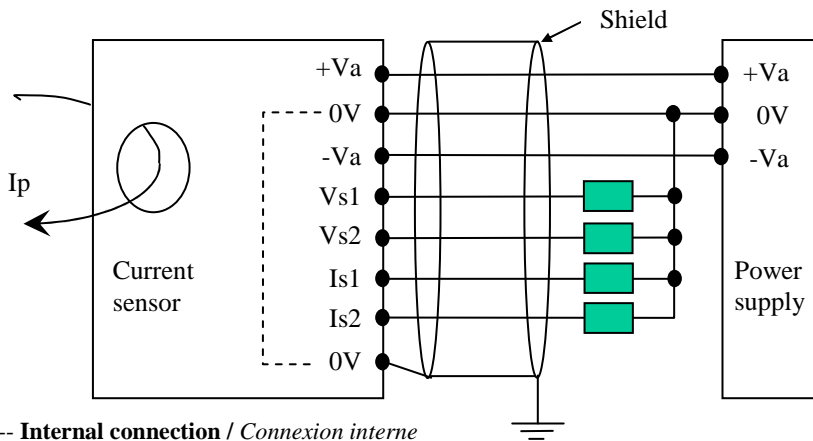 Shield
+Va
0V
-Va
Vs1
Vs2
Is1
Is2
0V
Ip
Current
sensor
+Va
0V
-Va
Power
supply
-- Internal connection / Connexion interne